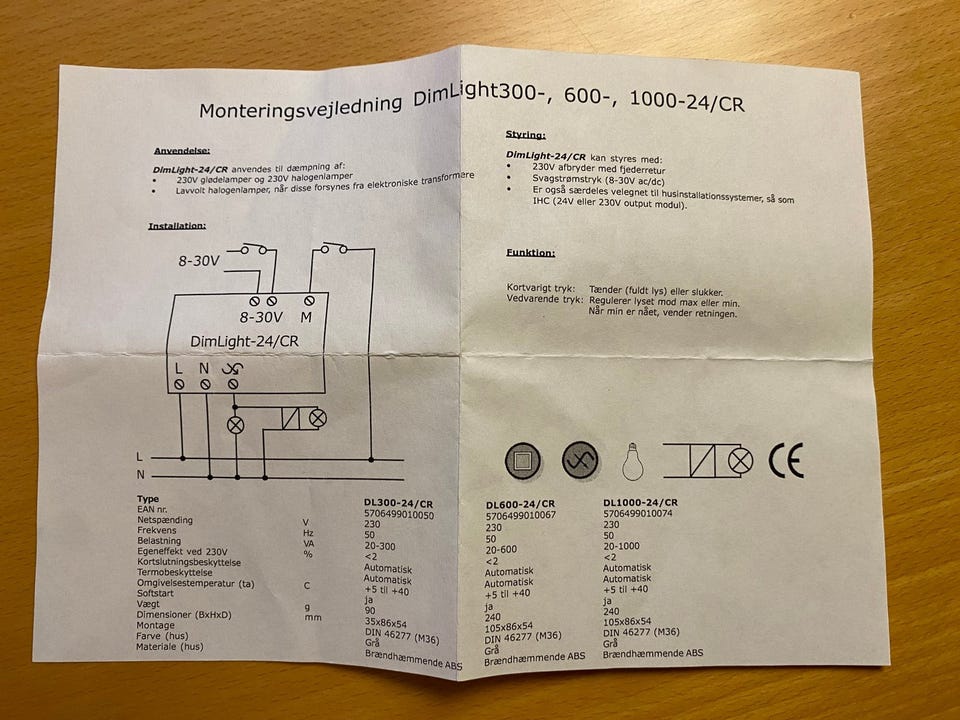 Monteringsvejledning DimLight300-, 600-, 1000-24/CR
Anvendelse:
DimLight-24/CR anvendes til dæmpning af:
• 230V glødelamper og 230V halogenlamper
• Lavvolt halogenlamper, når disse forsynes fra elektroniske transformere
Installation:
8-30V
8-30V M
DimLight-24/CR
L N
L
N
Styring:
DimLight-24/CR kan styres med:
• 230V afbryder med fjederretur
• Svagstrømstryk (8-30V ac/dc)
• Er også særdeles velegnet til husinstallationssystemer, så som
IHC (24V eller 230V output modul).
Funktion:
Kortvarigt tryk: Tænder (fuldt lys) eller slukker.
Vedvarende tryk: Regulerer lyset mod max eller min.
Når min er nået, vender retningen.
CE
Type DL300-24/CR DL600-24/CR DL1000-24/CR
EAN nr. 5706499010050 5706499010067 5706499010074
Netspænding V 230 230 230
Frekvens Hz 50 50 50
Belastning VA 20-300 20-600 20-1000
Egeneffekt ved 230V % <2 <2 <2
Kortslutningsbeskyttelse Automatisk Automatisk Automatisk
Termobeskyttelse Automatisk Automatisk Automatisk
Omgivelsestemperatur (ta) C +5 til +40 +5 til +40 +5 til +40
Softstart ja ja ja
Vægt g 90 240 240
Dimensioner (BxHxD) mm 35x86x54 105x86x54 105x86x54
Montage DIN 46277 (M36) DIN 46277 (M36) DIN 46277 (M36)
Farve (hus) Grå Grå Grå
Materiale (hus) Brændhæmmende ABS Brændhæmmende ABS Brændhæmmende ABS